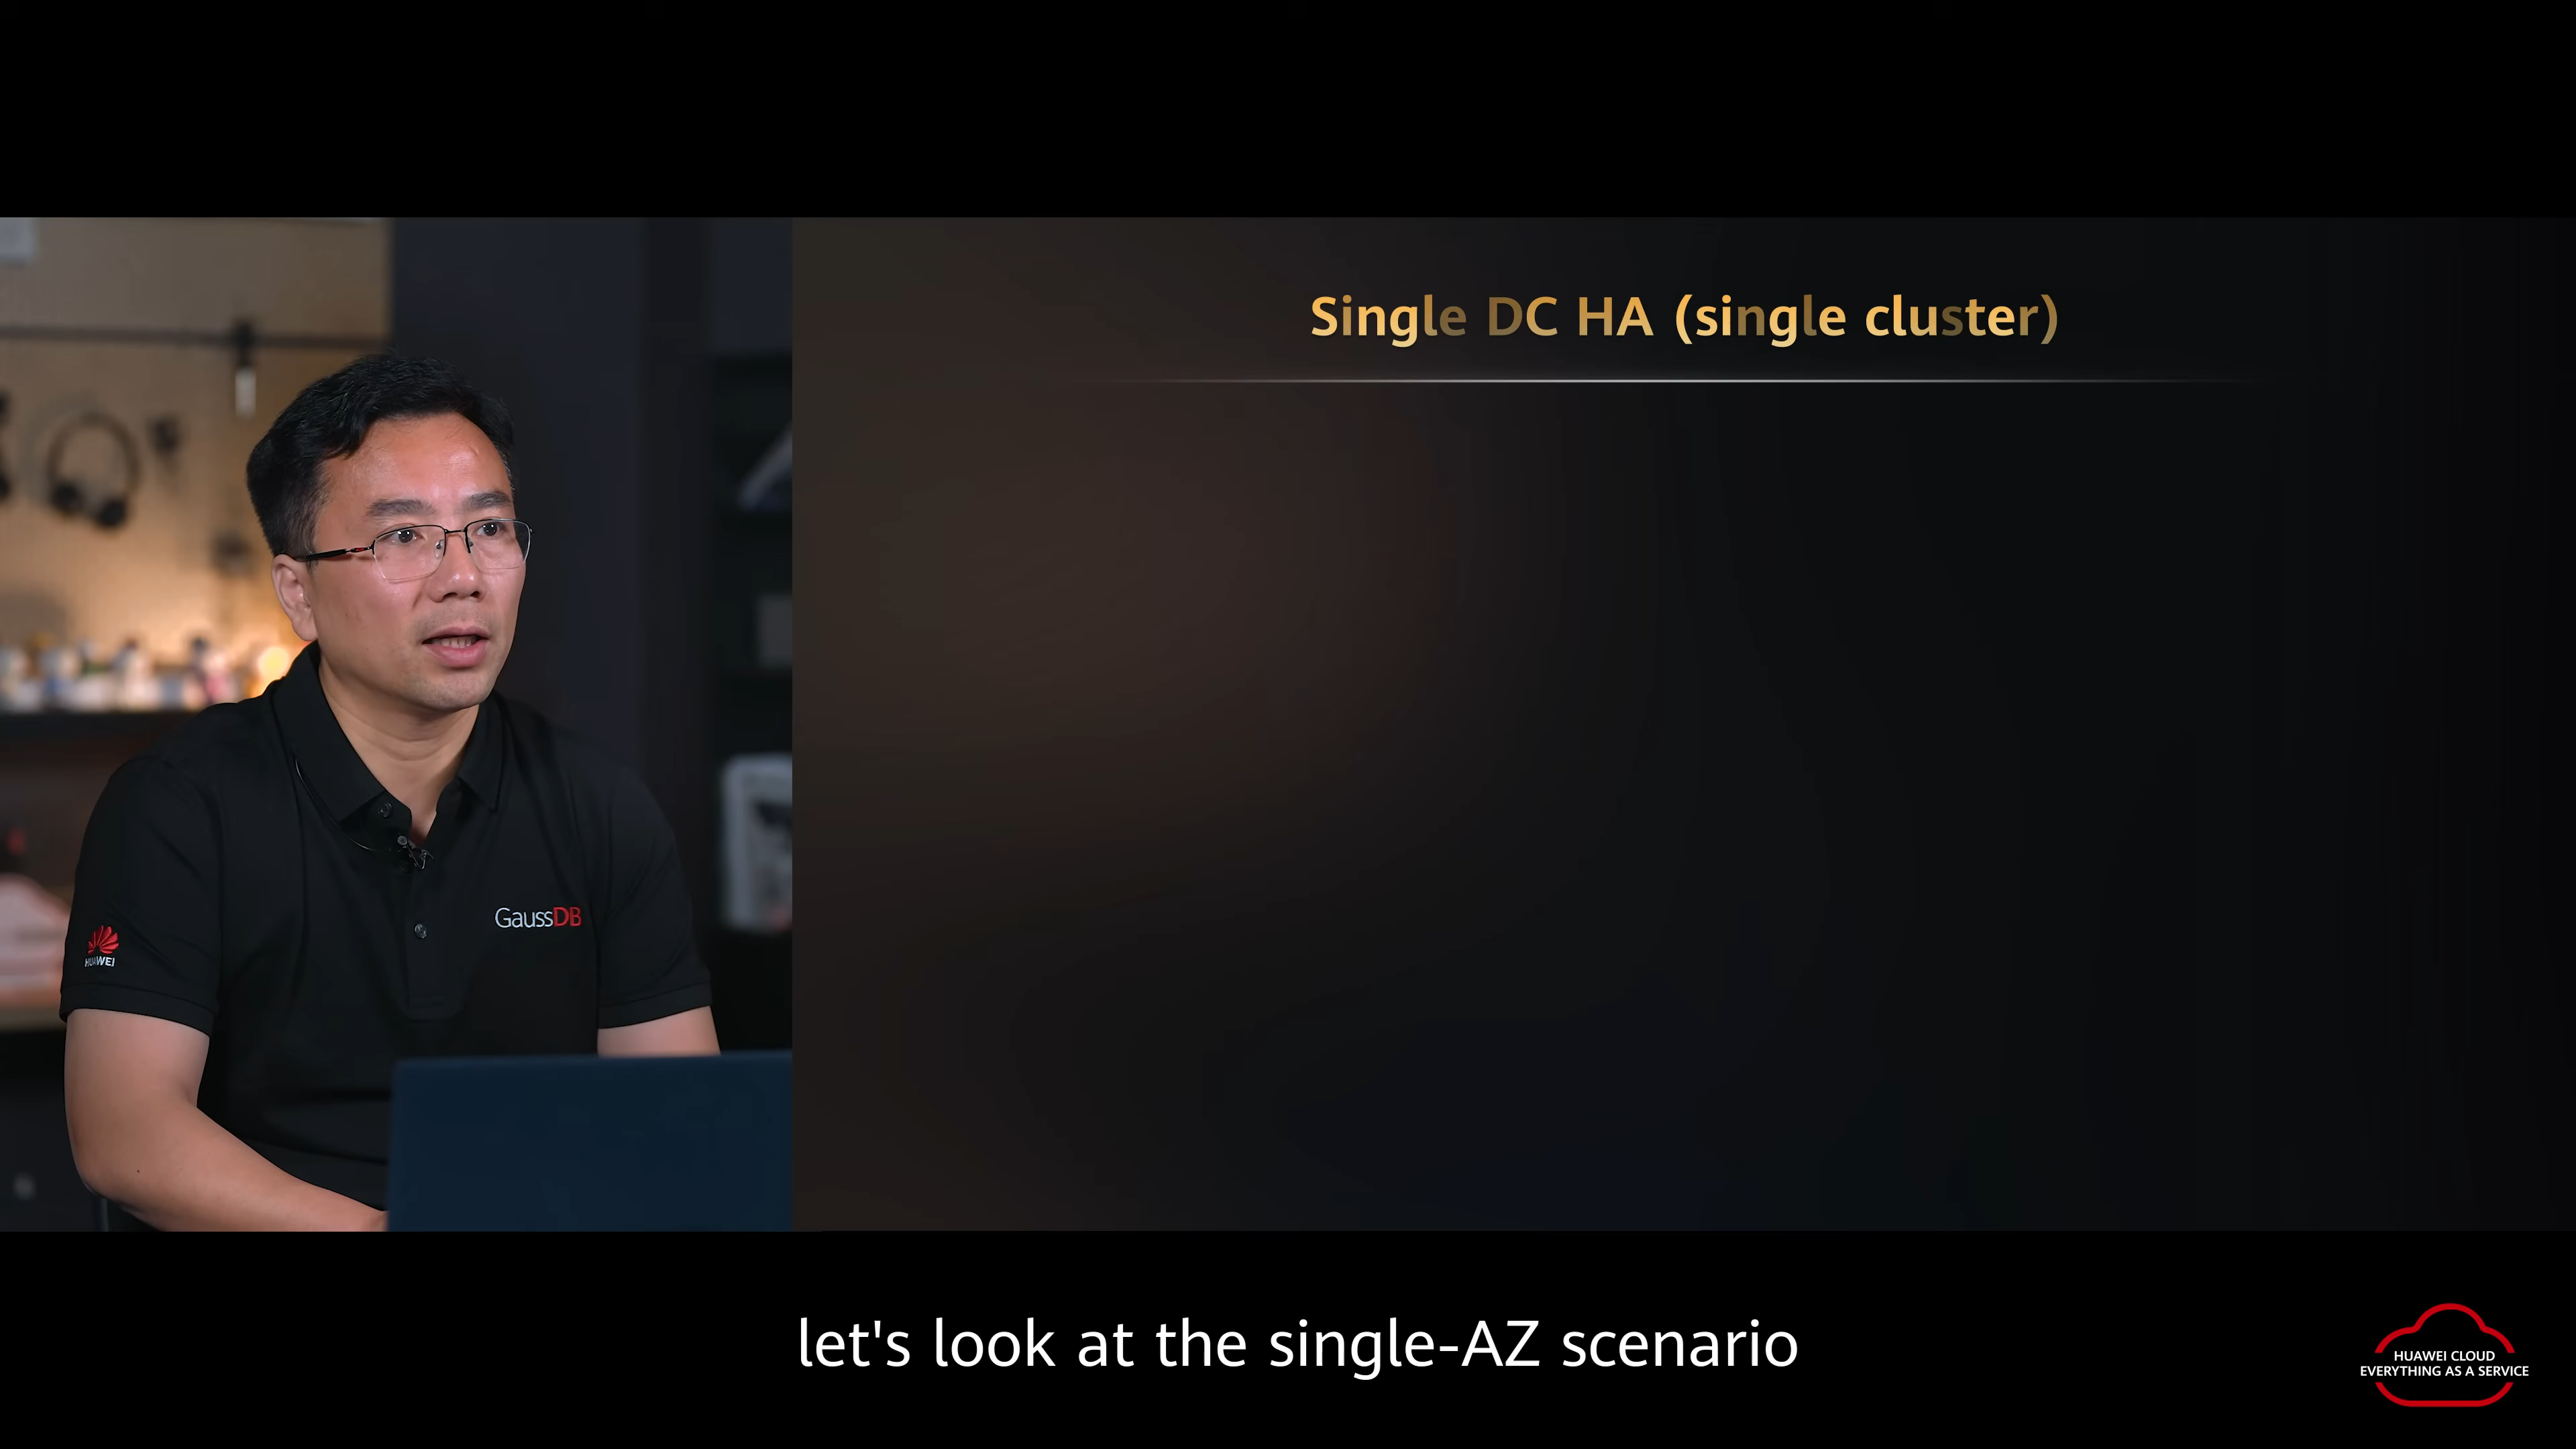 Single DC HA (single cluster)
GaussDB
HUAWEI
let's look at the single-AZ scenario
HUAWEI CLOUD
EVERYTHING AS A SERVICE